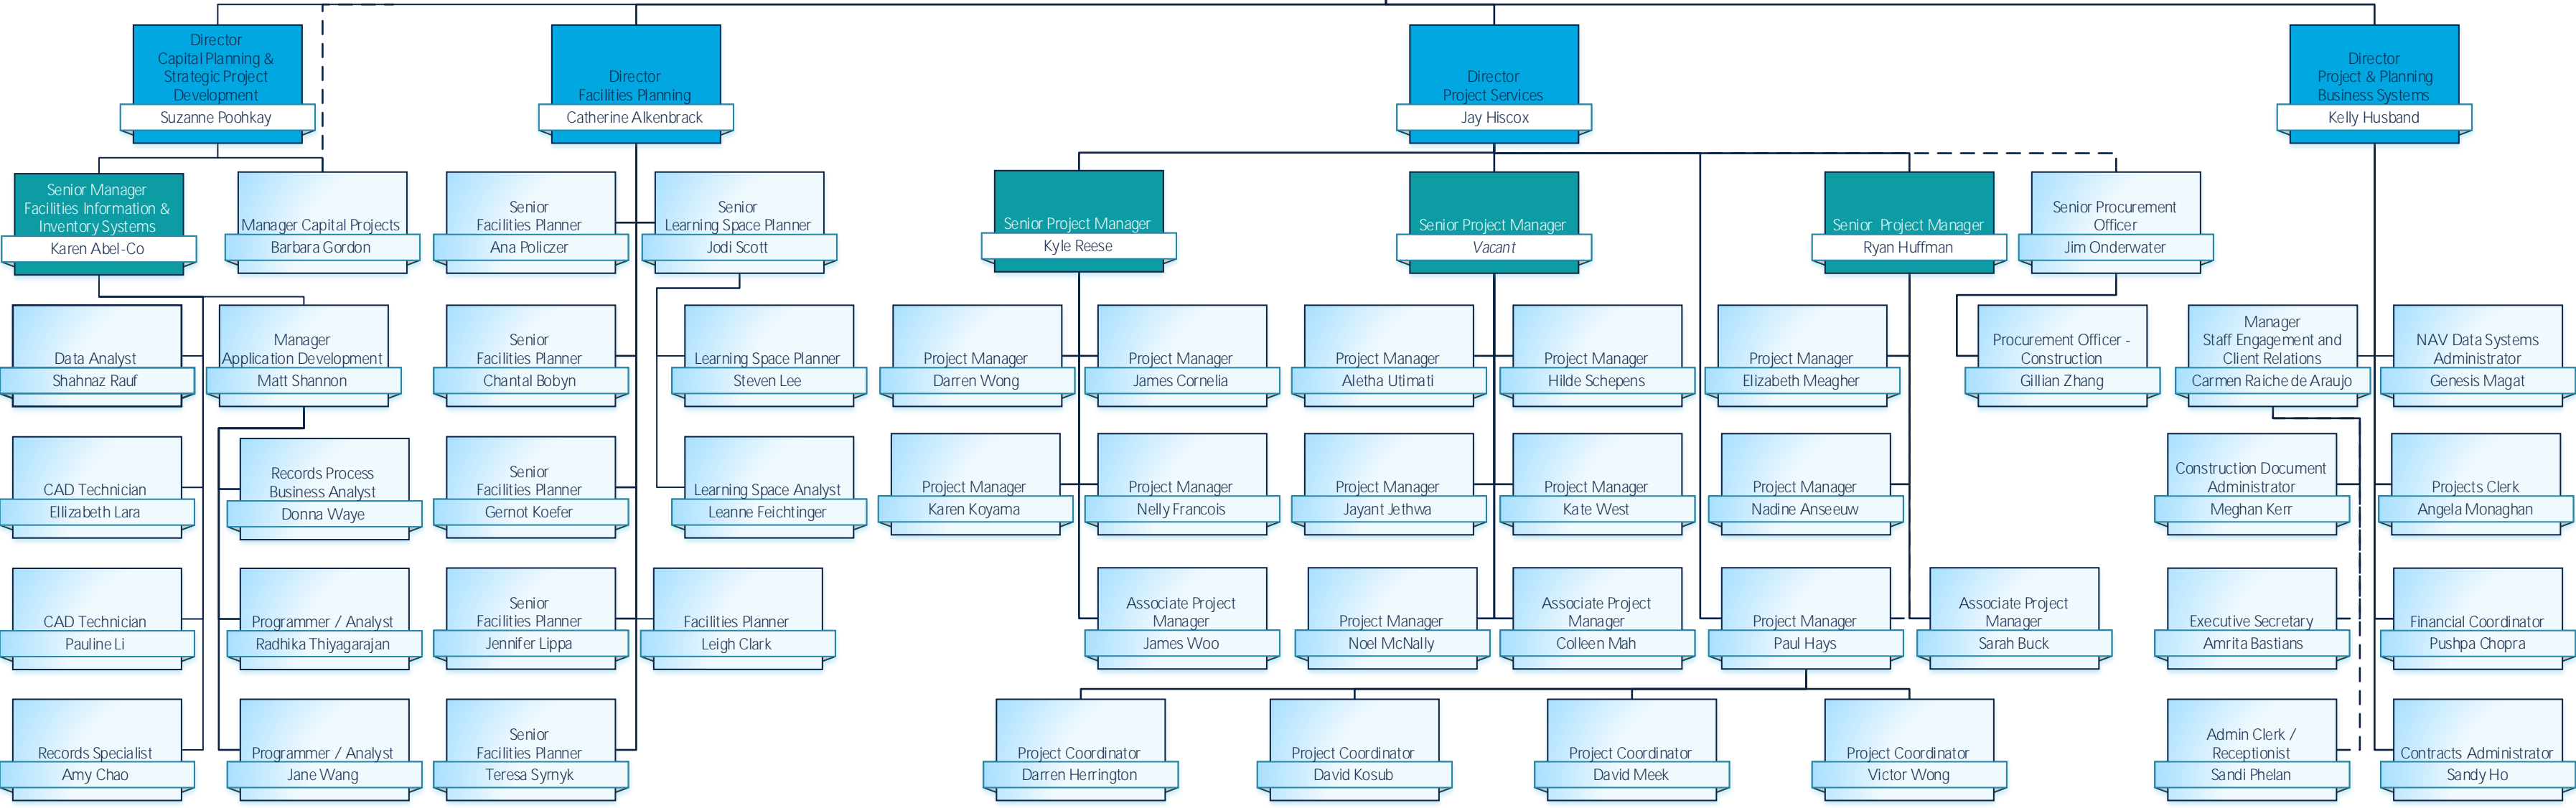 Director
Capital Planning &
Strategic Project
Development
Suzanne Poohkay
Director
Facilities Planning
Catherine Alkenbrack
Director
Project Services
Jay Hiscox
Director
Project & Planning
Business Systems
Kelly Husband
Senior Manager
Facilities Information &
Inventory Systems
Karen Abel-Co
Manager Capital Projects
Barbara Gordon
Senior
Facilities Planner
Ana Policzer
Senior
Learning Space Planner
Jodi Scott
Senior Project Manager
Kyle Reese
Senior Project Manager
Vacant
Senior Project Manager
Ryan Huffman
Senior Procurement
Officer
Jim Onderwater
Data Analyst
Shahnaz Rauf
Manager
Application Development
Matt Shannon
Senior
Facilities Planner
Chantal Bobyn
Learning Space Planner
Steven Lee
Project Manager
Darren Wong
Project Manager
James Cornelia
Project Manager
Aletha Utimati
Project Manager
Hilde Schepens
Project Manager
Elizabeth Meagher
Procurement Officer -
Construction
Gillian Zhang
Manager
Staff Engagement and
Client Relations
Carmen Raiche de Araujo
NAV Data Systems
Administrator
Genesis Magat
CAD Technician
Ellizabeth Lara
Records Process
Business Analyst
Donna Waye
Senior
Facilities Planner
Gernot Koefer
Learning Space Analyst
Leanne Feichtinger
Project Manager
Karen Koyama
Project Manager
Nelly Francois
Project Manager
Jayant Jethwa
Project Manager
Kate West
Project Manager
Nadine Anseeuw
Construction Document
Administrator
Meghan Kerr
Projects Clerk
Angela Monaghan
CAD Technician
Pauline Li
Programmer / Analyst
Radhika Thiyagarajan
Senior
Facilities Planner
Jennifer Lippa
Facilities Planner
Leigh Clark
Associate Project
Manager
James Woo
Project Manager
Noel McNally
Associate Project
Manager
Colleen Mah
Project Manager
Paul Hays
Associate Project
Manager
Sarah Buck
Executive Secretary
Amrita Bastians
Financial Coordinator
Pushpa Chopra
Records Specialist
Amy Chao
Programmer / Analyst
Jane Wang
Senior
Facilities Planner
Teresa Symyk
Project Coordinator
Darren Herrington
Project Coordinator
David Kosub
Project Coordinator
David Meek
Project Coordinator
Victor Wong
Admin Clerk /
Receptionist
Sandi Phelan
Contracts Administrator
Sandy Ho